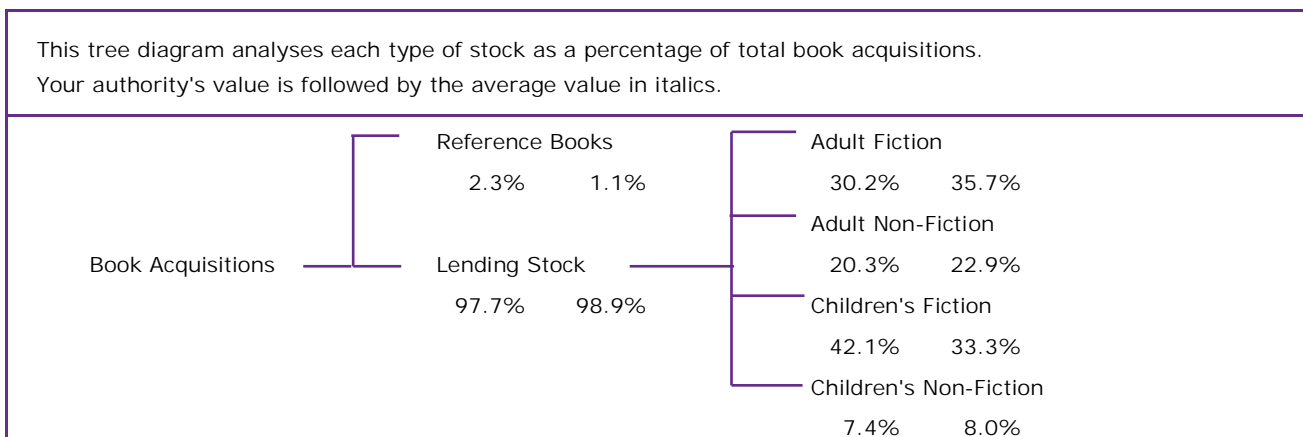 This tree diagram analyses each type of stock as a percentage of total book acquisitions.
Your authority's value is followed by the average value in italics.
Reference Books
2.3% 1.1%
Book Acquisitions
Lending Stock
97.7% 98.9%
Adult Fiction
30.2% 35.7%
Adult Non-Fiction
20.3% 22.9%
Children's Fiction
42.1% 33.3%
Children's Non-Fiction
7.4% 8.0%